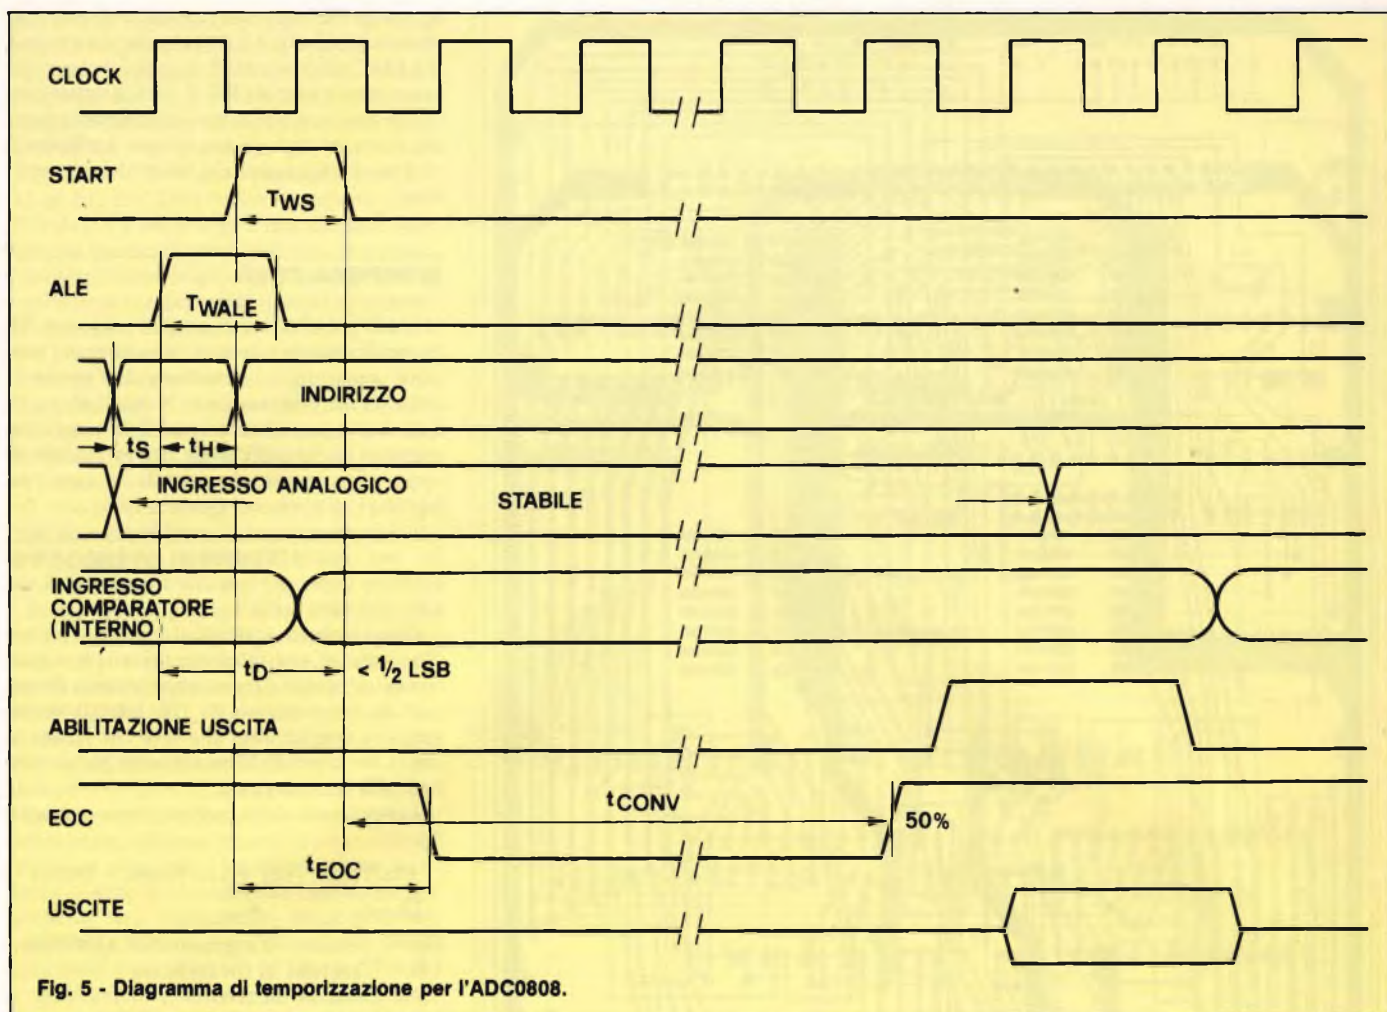 CLOCK
START
TWS
ALE
TWALE
INDIRIZZO
tS
tH
INGRESSO ANALOGICO
STABILE
INGRESSO
COMPARATORE
(INTERNO)
tD
< 1/2 LSB
ABILITAZIONE USCITA
EOC
tCONV
50%
tEOC
USCITE
Fig. 5 - Diagramma di temporizzazione per l'ADC0808.